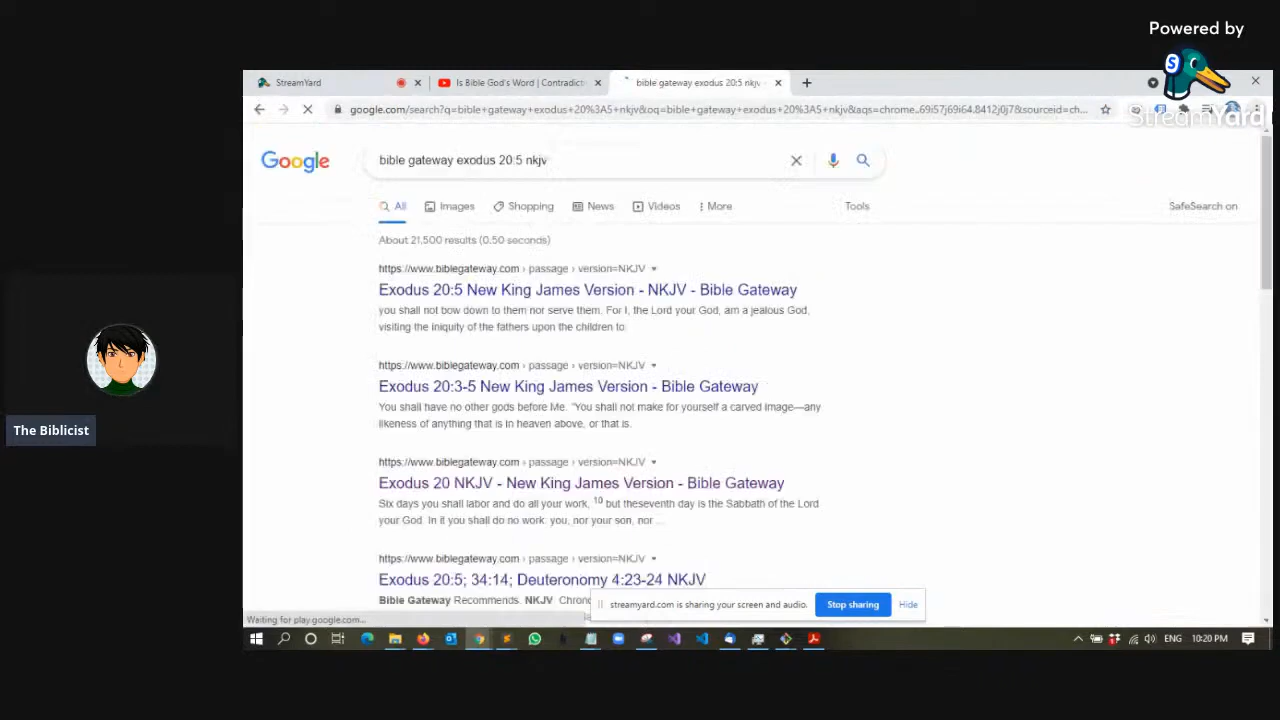 Powered by
StreamYard
StreamYard
Is Bible God's Word | Contradicti
bible gateway exodus 20:5 nkjv
google.com/search?q=bible+gateway+exodus+20%3A5+nkjv&oq=bible+gateway+exodus+20%3A5+nkjv&aqs=chrome..69i57j69i64.8412j0j7&sourceid=ch...
Google
bible gateway exodus 20:5 nkjv
All
Images
Shopping
News
Videos
More
Tools
SafeSearch on
About 21,500 results (0.50 seconds)
https://www.biblegateway.com › passage › version=NKJV
Exodus 20:5 New King James Version - NKJV - Bible Gateway
you shall not bow down to them nor serve them. For I, the Lord your God, am a jealous God,
visiting the iniquity of the fathers upon the children to
https://www.biblegateway.com › passage › version=NKJV
Exodus 20:3-5 New King James Version - Bible Gateway
You shall have no other gods before Me. "You shall not make for yourself a carved image—any
likeness of anything that is in heaven above, or that is.
https://www.biblegateway.com › passage › version=NKJV
Exodus 20 NKJV - New King James Version - Bible Gateway
Six days you shall labor and do all your work, 10 but theseventh day is the Sabbath of the Lord
your God. In it you shall do no work: you, nor your son, nor ...
https://www.biblegateway.com › passage › version=NKJV
Exodus 20:5; 34:14; Deuteronomy 4:23-24 NKJV
Bible Gateway Recommends. NKJV
streamyard.com is sharing your screen and audio.
Stop sharing
Hide
Waiting for play.google.com...
The Biblicist
ENG
10:20 PM